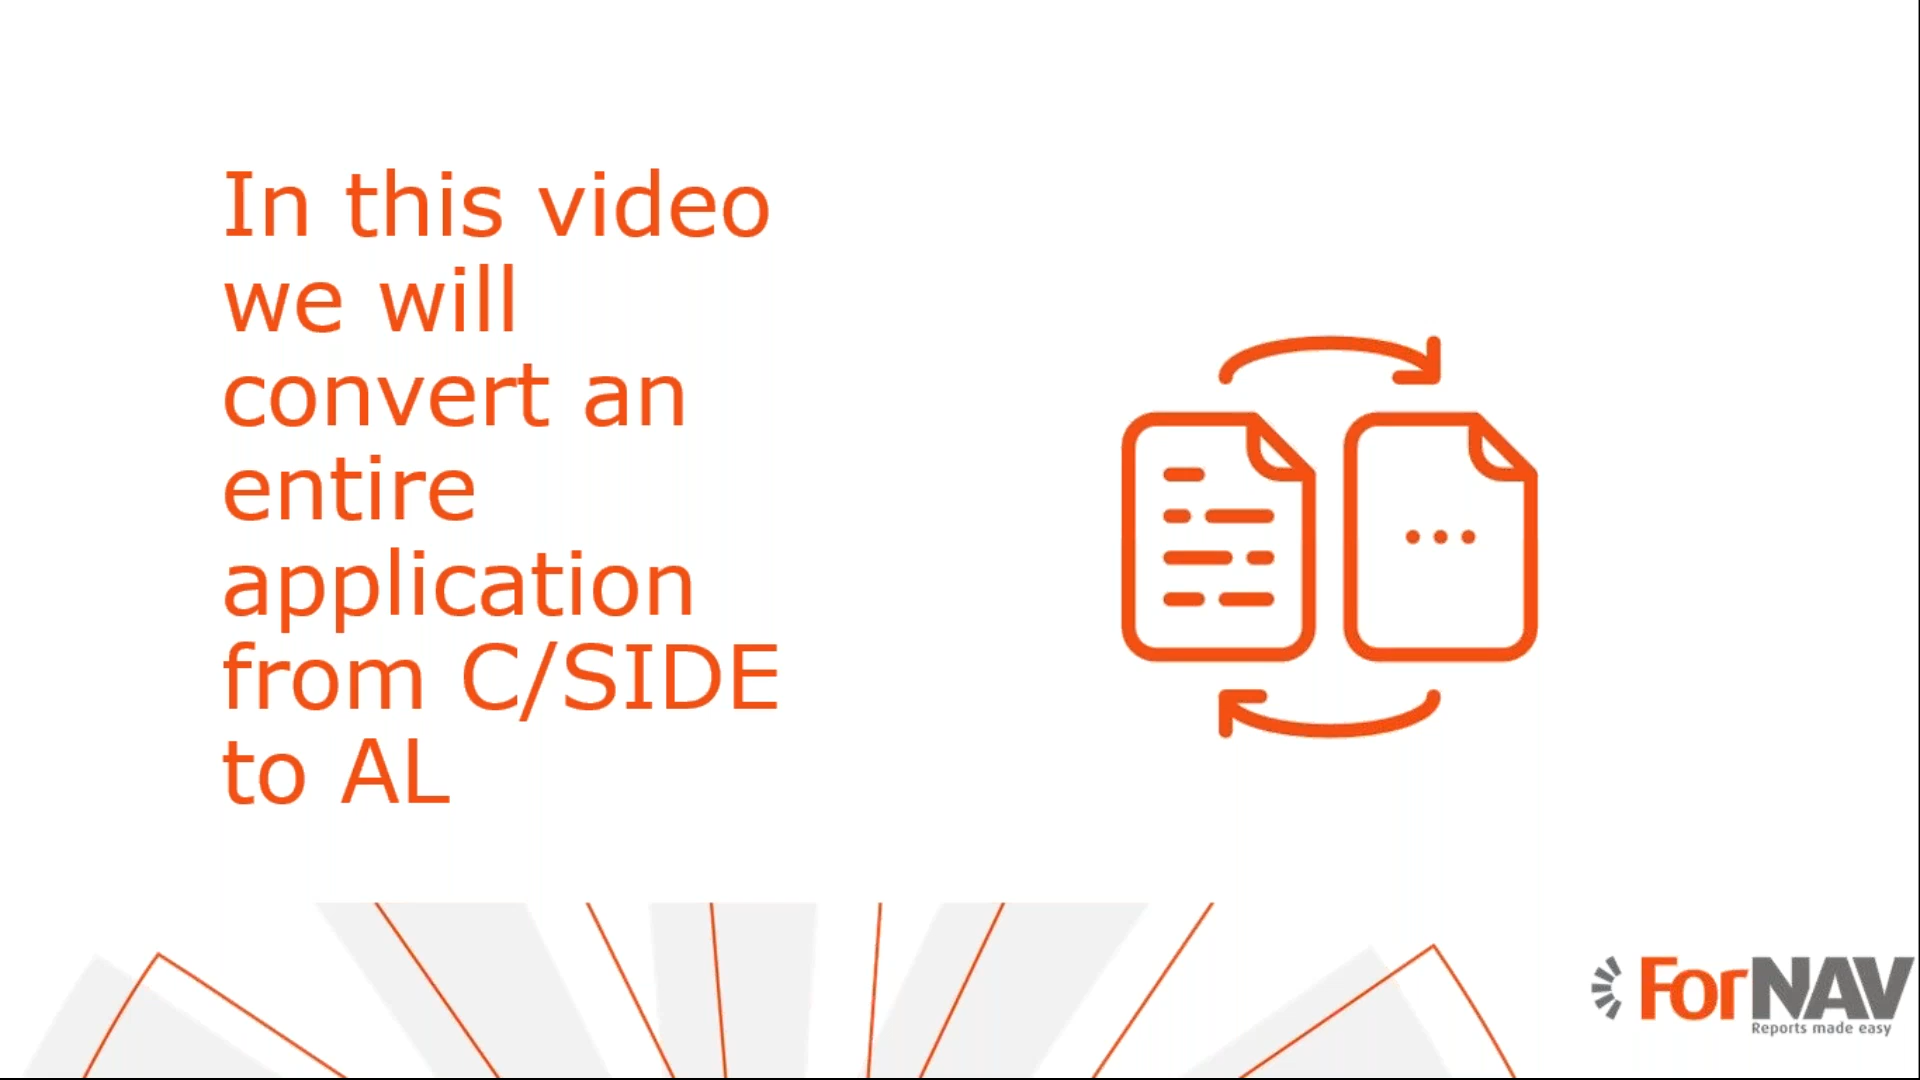 In this video
we will
convert an
entire
application
from C/SIDE
to AL
ForNAV
Reports made easy